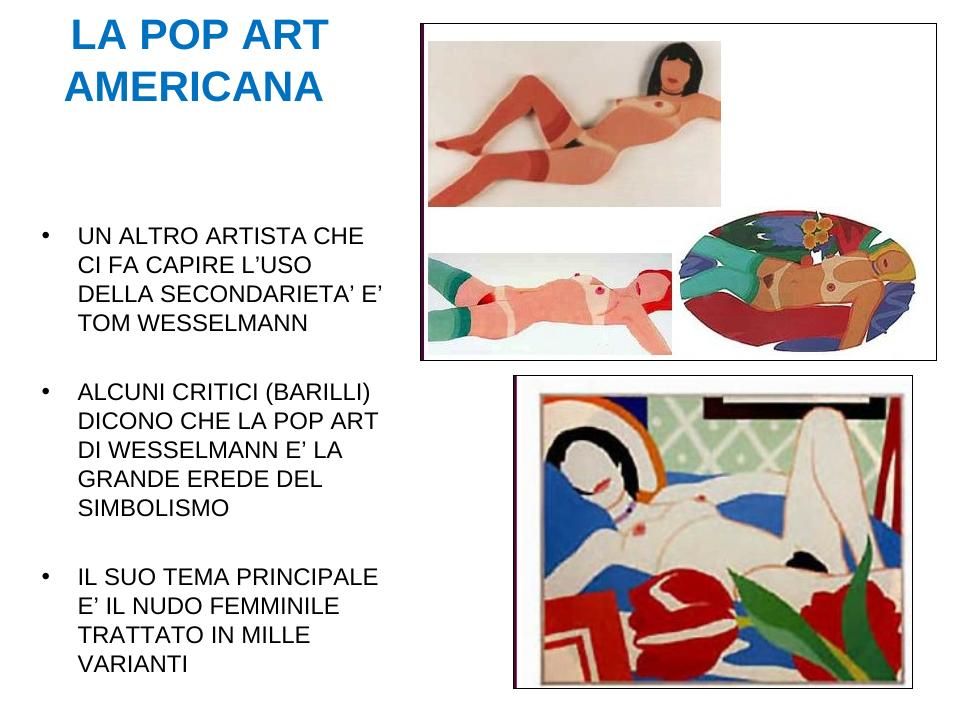 LA POP ART
AMERICANA
• UN ALTRO ARTISTA CHE
CI FA CAPIRE L'USO
DELLA SECONDARIETA' E'
TOM WESSELMANN
• ALCUNI CRITICI (BARILLI)
DICONO CHE LA POP ART
DI WESSELMANN E' LA
GRANDE EREDE DEL
SIMBOLISMO
• IL SUO TEMA PRINCIPALE
E' IL NUDO FEMMINILE
TRATTATO IN MILLE
VARIANTI